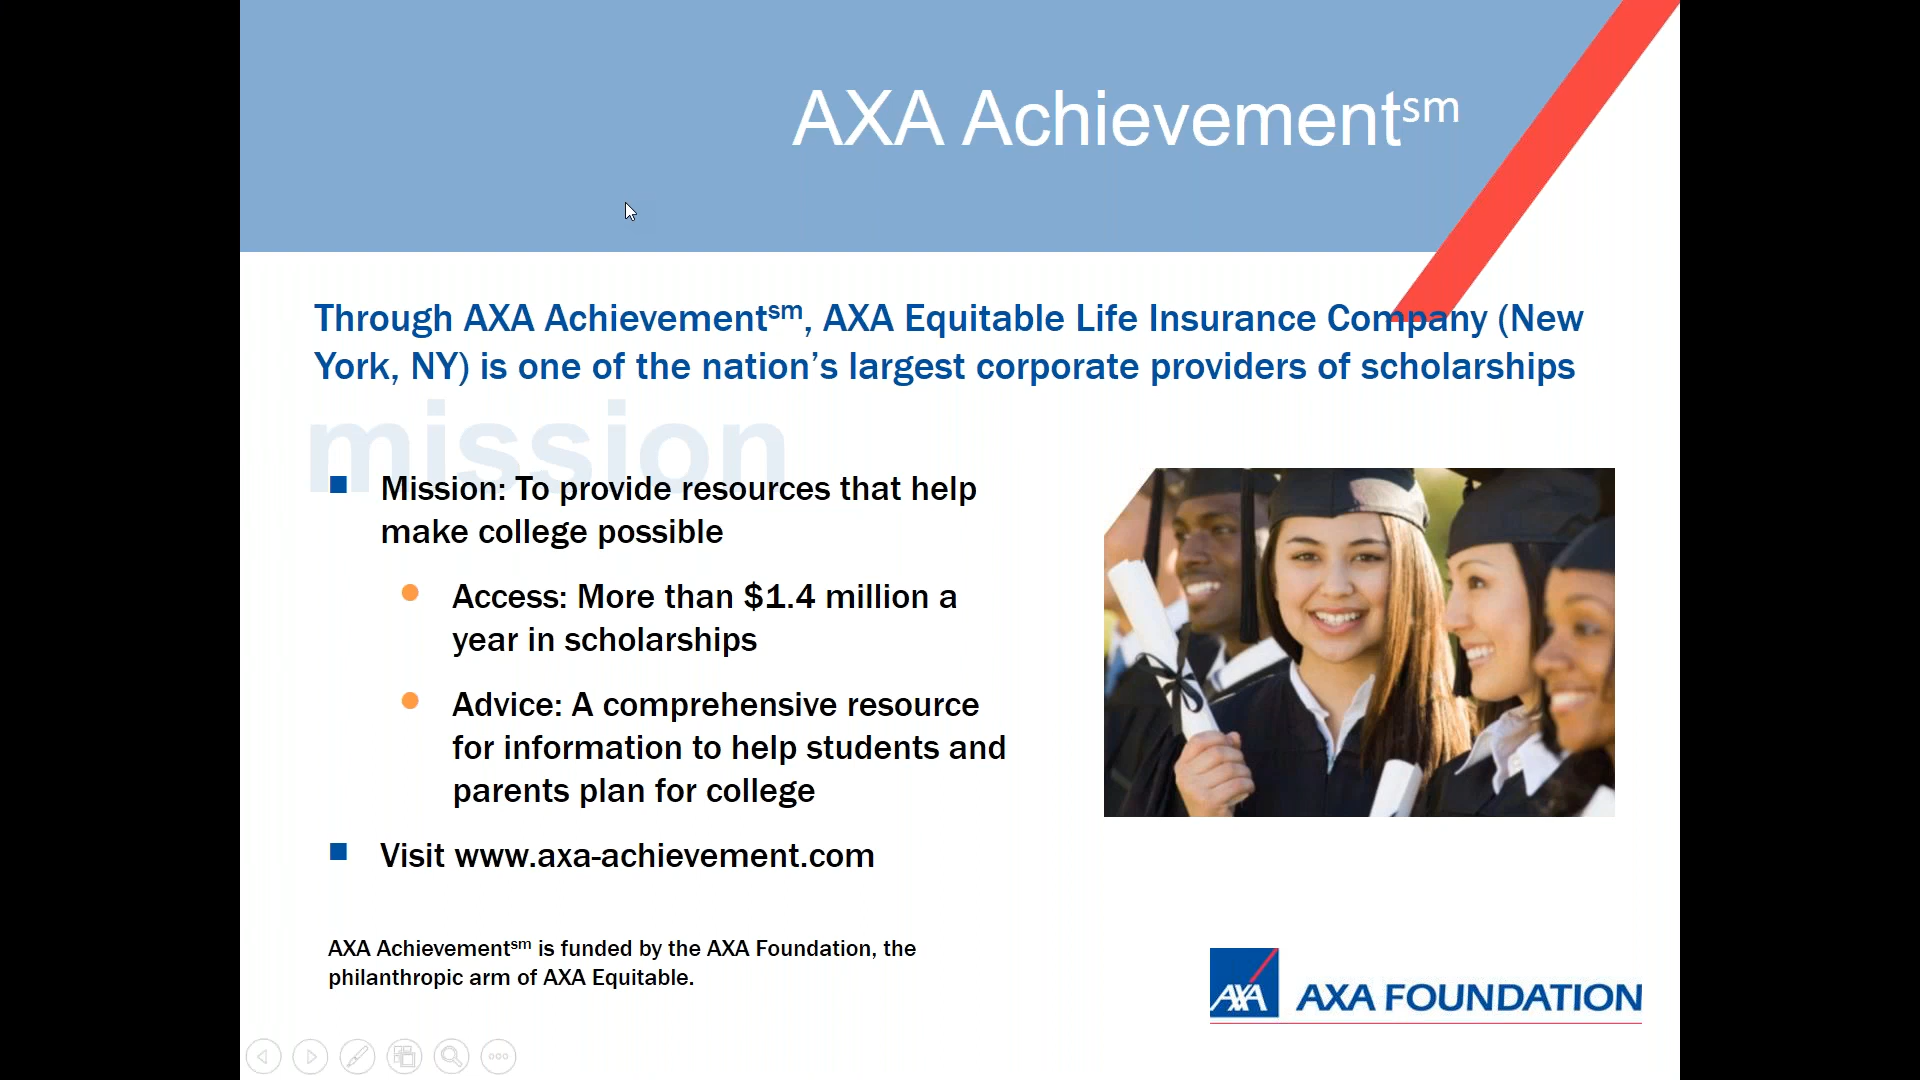 AXA Achievementsm
Through AXA Achievementsm, AXA Equitable Life Insurance Company (New
York, NY) is one of the nation’s largest corporate providers of scholarships
mission
Mission: To provide resources that help
make college possible
Access: More than $1.4 million a
year in scholarships
Advice: A comprehensive resource
for information to help students and
parents plan for college
Visit www.axa-achievement.com
AXA Achievementsm is funded by the AXA Foundation, the
philanthropic arm of AXA Equitable.
AXA
AXA FOUNDATION